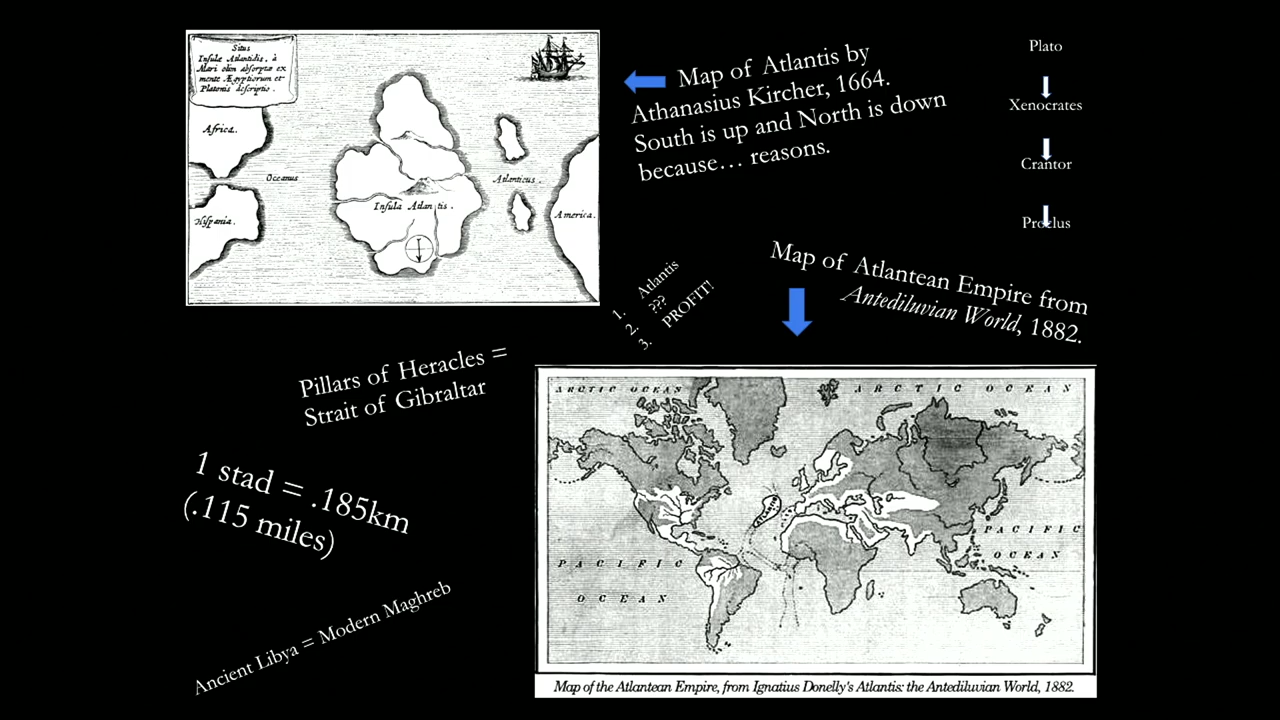 Situs
Insulæ Atlantidis, à
Mari olim absorptæ ex
mente Ægyptiorum et
Platonis descriptio.
Africa.
Oceanus
Atlanticus.
Hispania.
Insula Atlantis.
America.
Map of Atlantis by
Athanasius Kircher, 1664.
South is up and North is down
because... reasons.
Plato
Xenocrates
Crantor
Proclus
Map of Atlantean Empire from
Antediluvian World, 1882.
1. Atlantis
2. ???
3. PROFIT!
Pillars of Heracles =
Strait of Gibraltar
1 stad = .185km
(.115 miles)
Ancient Libya = Modern Maghreb
ARCTIC OCEAN
ARCTIC OCEAN
PACIFIC
OCEAN
PACIFIC
OCEAN
Map of the Atlantean Empire, from Ignatius Donelly's Atlantis: the Antediluvian World, 1882.